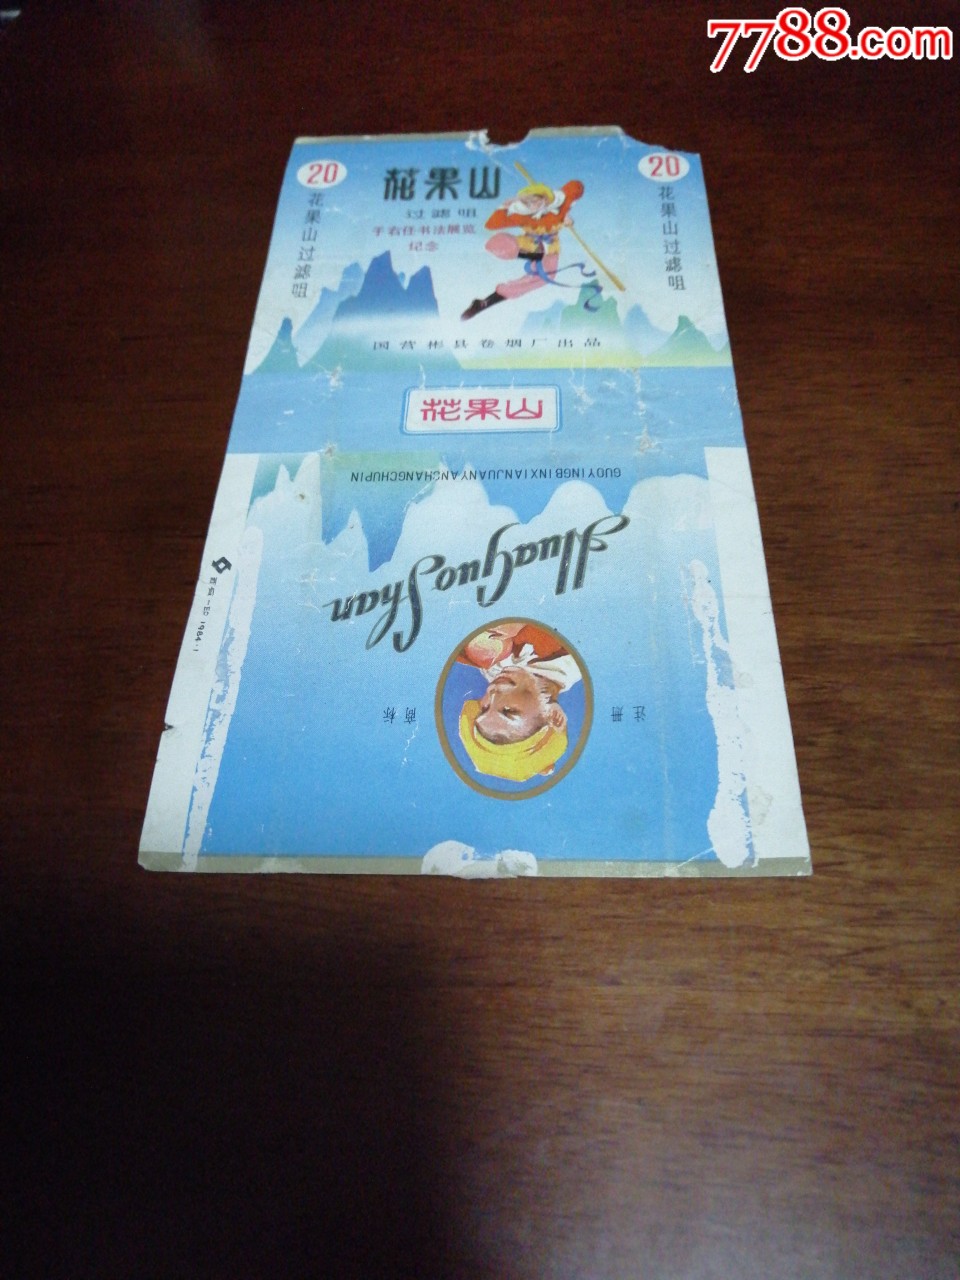 7788.com
20
花果山过滤咀
花果山
过滤咀
于右任书法展览
纪念
20
花果山过滤咀
国营彬县卷烟厂出品
花果山
GUOYINGBINXIANJUANYANCHANGCHUPIN
HuaGuoShan
注册
商标
1984.1